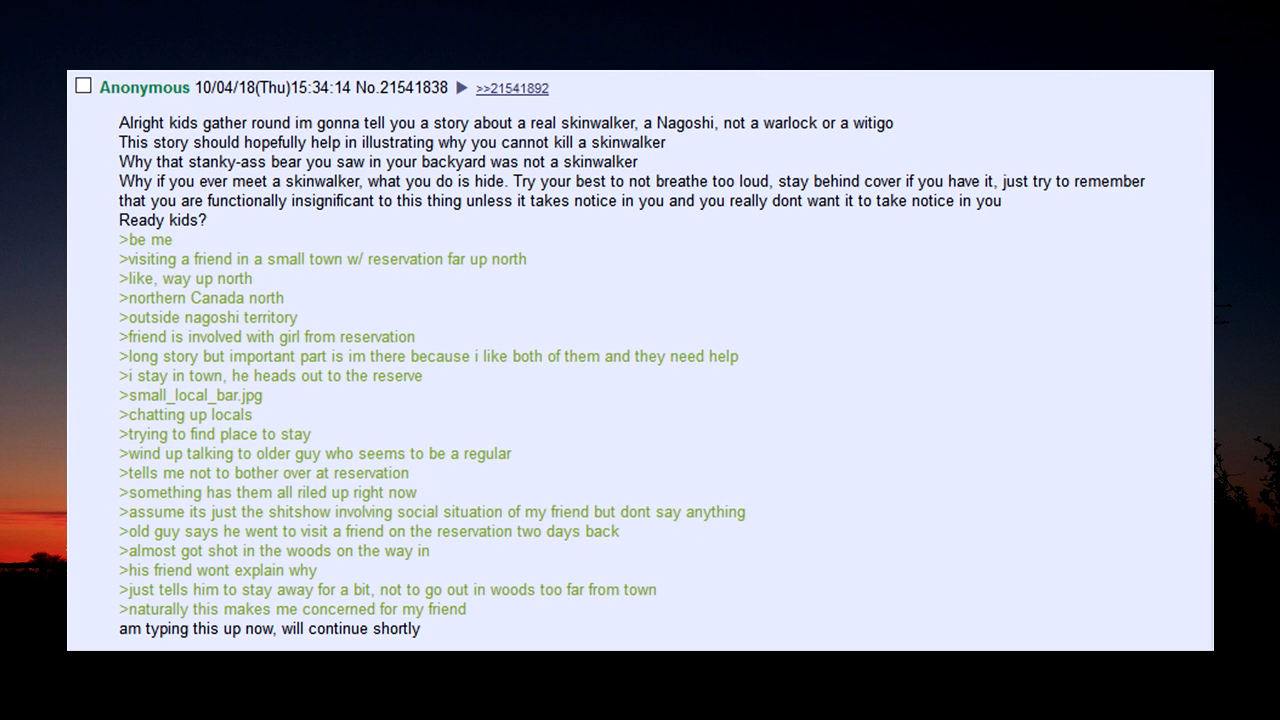 Anonymous 10/04/18(Thu)15:34:14 No.21541838 ▶ >>21541892
Alright kids gather round im gonna tell you a story about a real skinwalker, a Nagoshi, not a warlock or a witigo
This story should hopefully help in illustrating why you cannot kill a skinwalker
Why that stanky-ass bear you saw in your backyard was not a skinwalker
Why if you ever meet a skinwalker, what you do is hide. Try your best to not breathe too loud, stay behind cover if you have it, just try to remember
that you are functionally insignificant to this thing unless it takes notice in you and you really dont want it to take notice in you
Ready kids?
>be me
>visiting a friend in a small town w/ reservation far up north
>like, way up north
>northern Canada north
>outside nagoshi territory
>friend is involved with girl from reservation
>long story but important part is im there because i like both of them and they need help
>i stay in town, he heads out to the reserve
>small_local_bar.jpg
>chatting up locals
>trying to find place to stay
>wind up talking to older guy who seems to be a regular
>tells me not to bother over at reservation
>something has them all riled up right now
>assume its just the shitshow involving social situation of my friend but dont say anything
>old guy says he went to visit a friend on the reservation two days back
>almost got shot in the woods on the way in
>his friend wont explain why
>just tells him to stay away for a bit, not to go out in woods too far from town
>naturally this makes me concerned for my friend
am typing this up now, will continue shortly